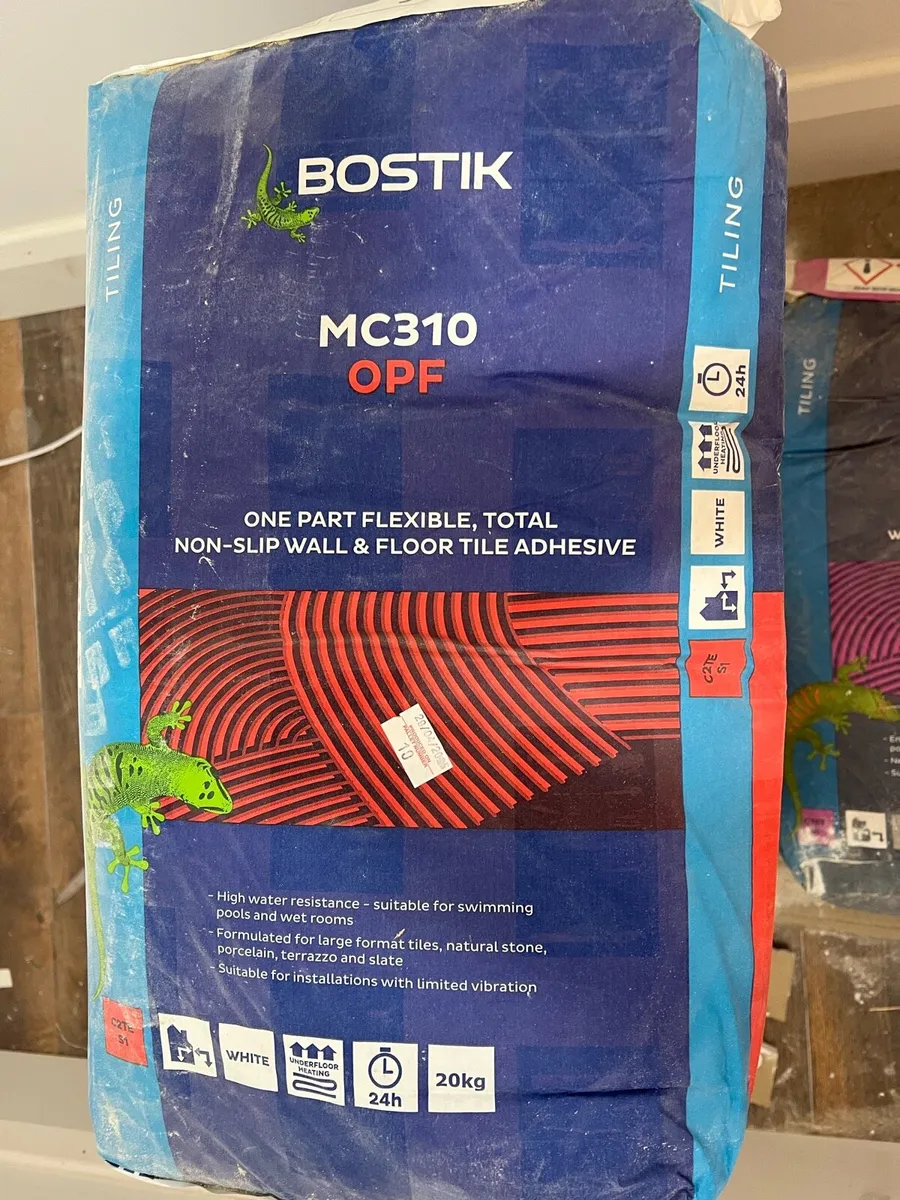 BOSTIK
MC310
OPF
ONE PART FLEXIBLE, TOTAL
NON-SLIP WALL & FLOOR TILE ADHESIVE
- High water resistance - suitable for swimming
pools and wet rooms
- Formulated for large format tiles, natural stone,
porcelain, terrazzo and slate
- Suitable for installations with limited vibration
C2TE
S1
WHITE
UNDERFLOOR
HEATING
24h
20kg
TILING
TILING
24h
UNDERFLOOR
HEATING
WHITE
C2TE
S1
10
TILING